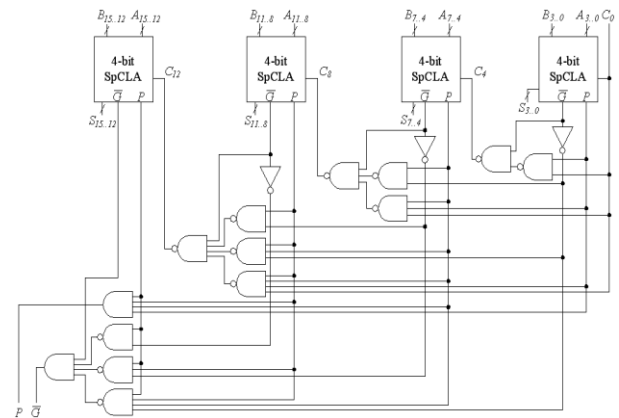 B15..12 A15..12 B11..8 A11..8 B7..4 A7..4 B3..0 A3..0 C0
4-bit SpCLA
G P
C12
S15..12
4-bit SpCLA
G P
C8
S11..8
4-bit SpCLA
G P
C4
S7..4
4-bit SpCLA
G P
S3..0
P G